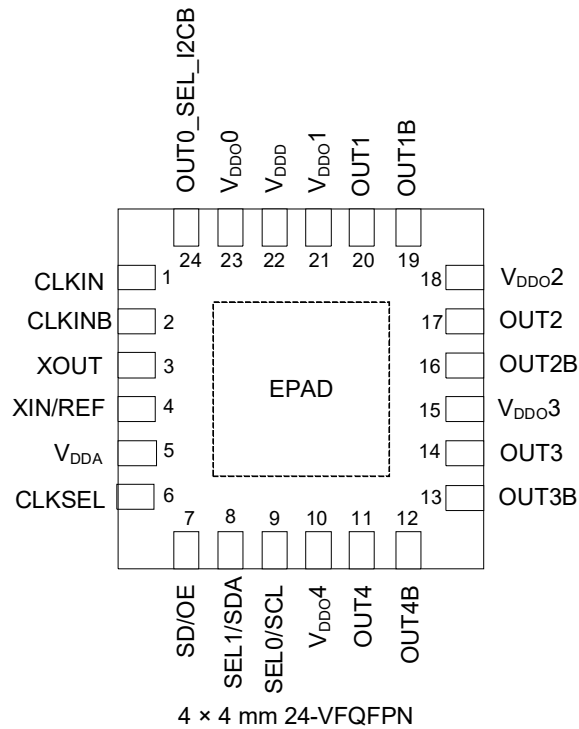 OUT0_SEL_I2CB
VDDO0
VDDD
VDDO1
OUT1
OUT1B
24
23
22
21
20
19
CLKIN
1
CLKINB
2
XOUT
3
XIN/REF
4
VDDA
5
CLKSEL
6
EPAD
18
VDDO2
17
OUT2
16
OUT2B
15
VDDO3
14
OUT3
13
OUT3B
7
8
9
10
11
12
SD/OE
SEL1/SDA
SEL0/SCL
VDDO4
OUT4
OUT4B
4 × 4 mm 24-VFQFPN